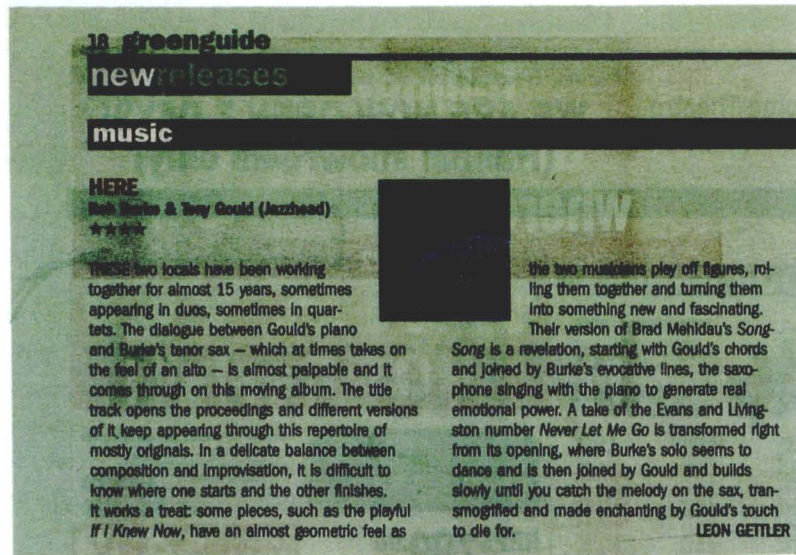 18 greenguide
newreleases
music
HERE
Rob Burke & Tony Gould (Jazzhead)
★★★★
THESE two locals have been working
together for almost 15 years, sometimes
appearing in duos, sometimes in quar-
tets. The dialogue between Gould's piano
and Burke's tenor sax – which at times takes on
the feel of an alto – is almost palpable and it
comes through on this moving album. The title
track opens the proceedings and different versions
of it keep appearing through this repertoire of
mostly originals. In a delicate balance between
composition and improvisation, it is difficult to
know where one starts and the other finishes.
It works a treat: some pieces, such as the playful
If I Knew Now, have an almost geometric feel as
the two musicians play off figures, rol-
ling them together and turning them
into something new and fascinating.
Their version of Brad Mehldau's Song-
Song is a revelation, starting with Gould's chords
and joined by Burke's evocative lines, the saxo-
phone singing with the piano to generate real
emotional power. A take of the Evans and Living-
ston number Never Let Me Go is transformed right
from its opening, where Burke's solo seems to
dance and is then joined by Gould and builds
slowly until you catch the melody on the sax, tran-
smogrified and made enchanting by Gould's touch
to die for. LEON GETTLER